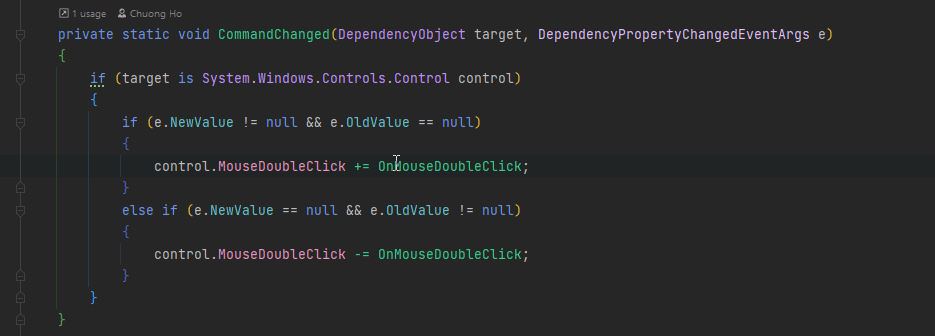 1 usage Chuong Ho
private static void CommandChanged(DependencyObject target, DependencyPropertyChangedEventArgs e)
{
if (target is System.Windows.Controls.Control control)
{
if (e.NewValue != null && e.OldValue == null)
{
control.MouseDoubleClick += OnMouseDoubleClick;
}
else if (e.NewValue == null && e.OldValue != null)
{
control.MouseDoubleClick -= OnMouseDoubleClick;
}
}
}